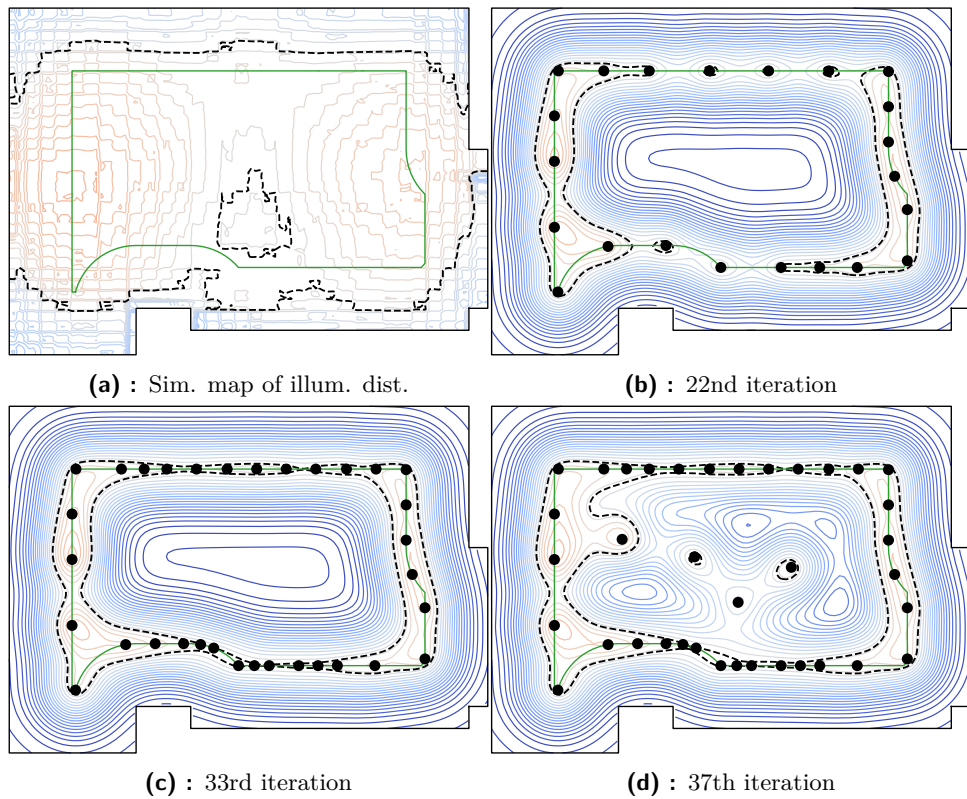 (a) : Sim. map of illum. dist.
(b) : 22nd iteration
(c) : 33rd iteration
(d) : 37th iteration